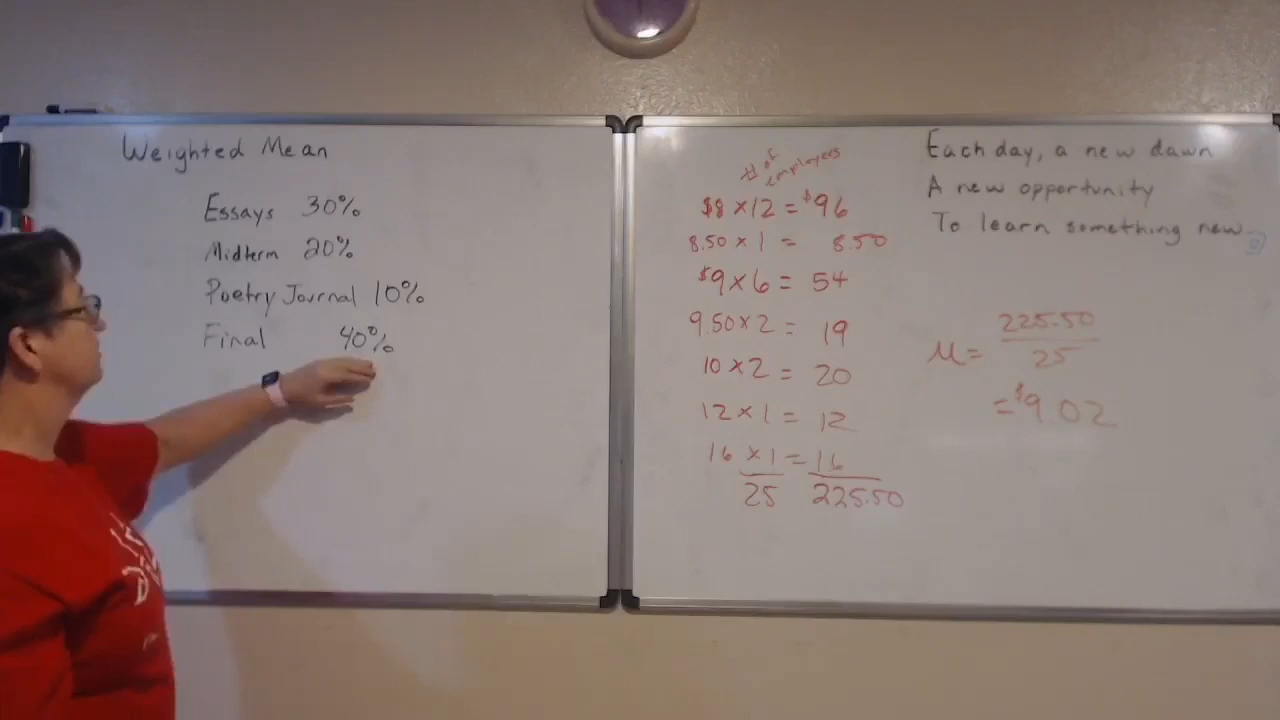 Weighted Mean
Essays 30%
Midterm 20%
Poetry Journal 10%
Final 40%
# of employees
$8 × 12 = $96
8.50 × 1 = 8.50
$9 × 6 = 54
9.50 × 2 = 19
10 × 2 = 20
12 × 1 = 12
16 × 1 = 16
25 225.50
Each day, a new dawn
A new opportunity
To learn something new
μ = 225.50 / 25
= $9.02